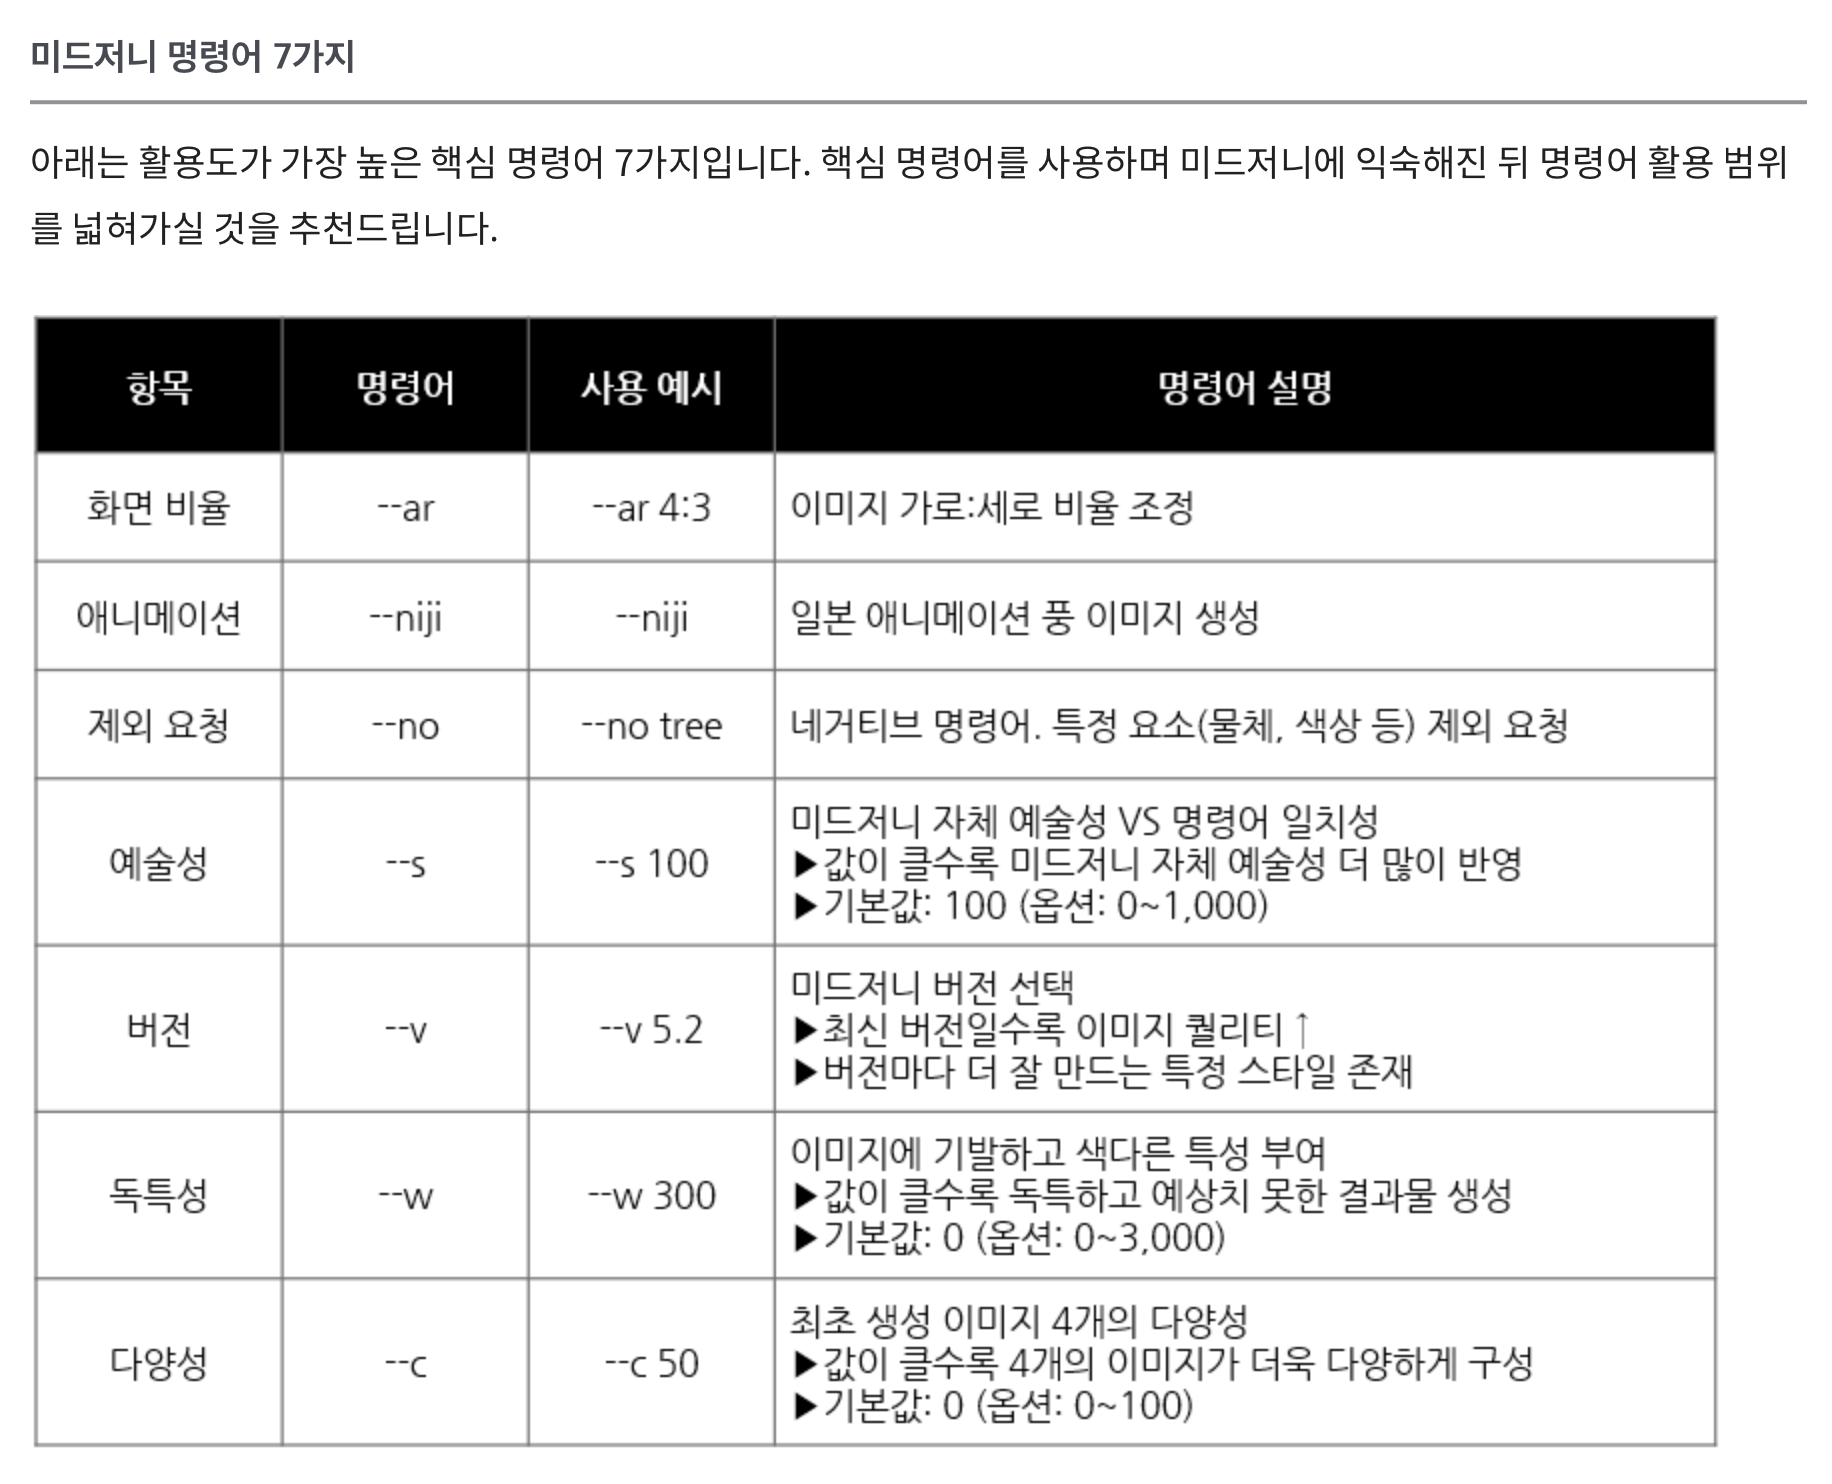 미드저니 명령어 7가지
아래는 활용도가 가장 높은 핵심 명령어 7가지입니다. 핵심 명령어를 사용하며 미드저니에 익숙해진 뒤 명령어 활용 범위
를 넓혀가실 것을 추천드립니다.
항목 명령어 사용 예시 명령어 설명
화면 비율 --ar --ar 4:3 이미지 가로:세로 비율 조정
애니메이션 --niji --niji 일본 애니메이션 풍 이미지 생성
제외 요청 --no --no tree 네거티브 명령어. 특정 요소(물체, 색상 등) 제외 요청
예술성 --s --s 100 미드저니 자체 예술성 VS 명령어 일치성
▶값이 클수록 미드저니 자체 예술성 더 많이 반영
▶기본값: 100 (옵션: 0~1,000)
버전 --v --v 5.2 미드저니 버전 선택
▶최신 버전일수록 이미지 퀄리티↑
▶버전마다 더 잘 만드는 특정 스타일 존재
독특성 --w --w 300 이미지에 기발하고 색다른 특성 부여
▶값이 클수록 독특하고 예상치 못한 결과물 생성
▶기본값: 0 (옵션: 0~3,000)
다양성 --c --c 50 최초 생성 이미지 4개의 다양성
▶값이 클수록 4개의 이미지가 더욱 다양하게 구성
▶기본값: 0 (옵션: 0~100)